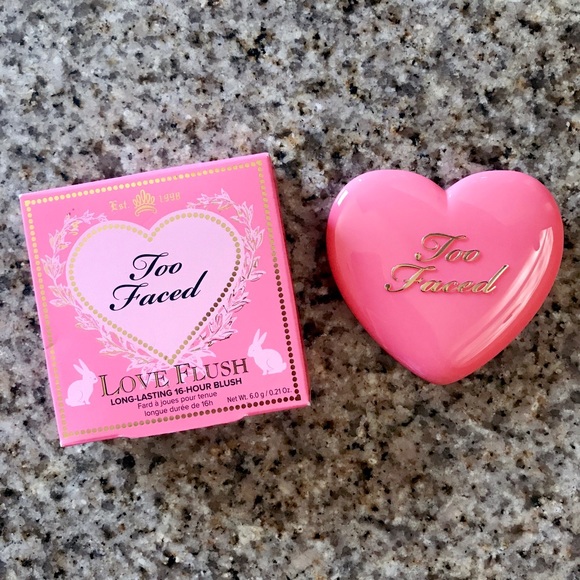 Est 1998
Too
Faced
LOVE FLUSH
LONG-LASTING 16-HOUR BLUSH
Fard à joues pour tenue
longue durée de 16h
Net Wt. 6.0 g / 0.21 Oz.
Too
Faced